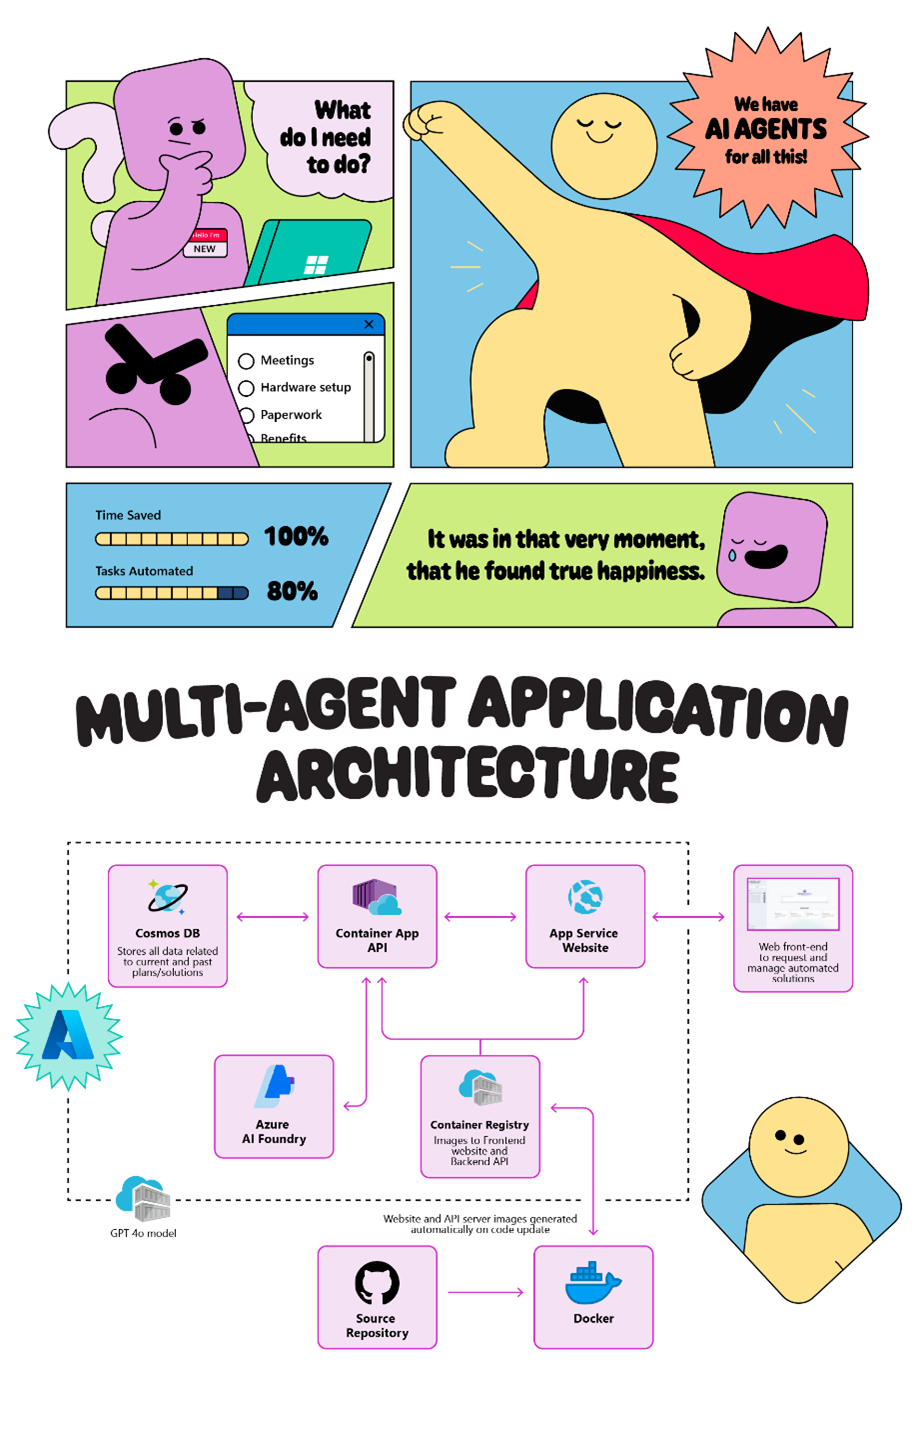 What
do I need
to do?
Hello I'm
NEW
We have
AI AGENTS
for all this!
Meetings
Hardware setup
Paperwork
Benefits
Time Saved
100%
Tasks Automated
80%
It was in that very moment,
that he found true happiness.
MULTI-AGENT APPLICATION
ARCHITECTURE
Cosmos DB
Stores all data related
to current and past
plans/solutions
Container App
API
App Service
Website
Web front-end
to request and
manage automated
solutions
Azure
AI Foundry
Container Registry
Images to Frontend
website and
Backend API
GPT 4o model
Website and API server images generated
automatically on code update
Source
Repository
Docker